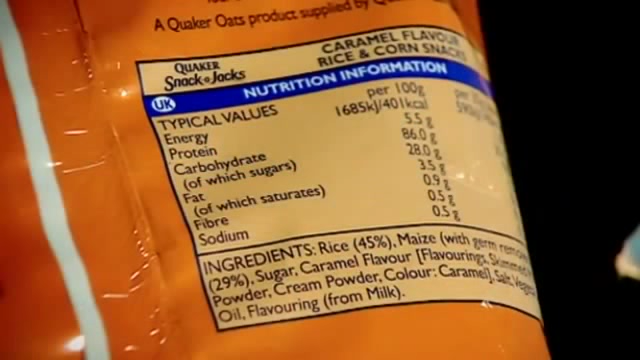 A Quaker Oats product supplied by
QUAKER
Snack•a•Jacks
CARAMEL FLAVOUR
RICE & CORN SNACKS
UK NUTRITION INFORMATION
TYPICAL VALUES per 100g
Energy 1685kJ/401kcal
Protein 5.5 g
Carbohydrate 86.0 g
(of which sugars) 28.0 g
Fat 3.5 g
(of which saturates) 0.9 g
Fibre 0.5 g
Sodium 0.5 g
INGREDIENTS: Rice (45%), Maize (with germ removed)
(29%), Sugar, Caramel Flavour [Flavourings, Skimmed
Powder, Cream Powder, Colour: Caramel], Salt,
Oil, Flavouring (from Milk).